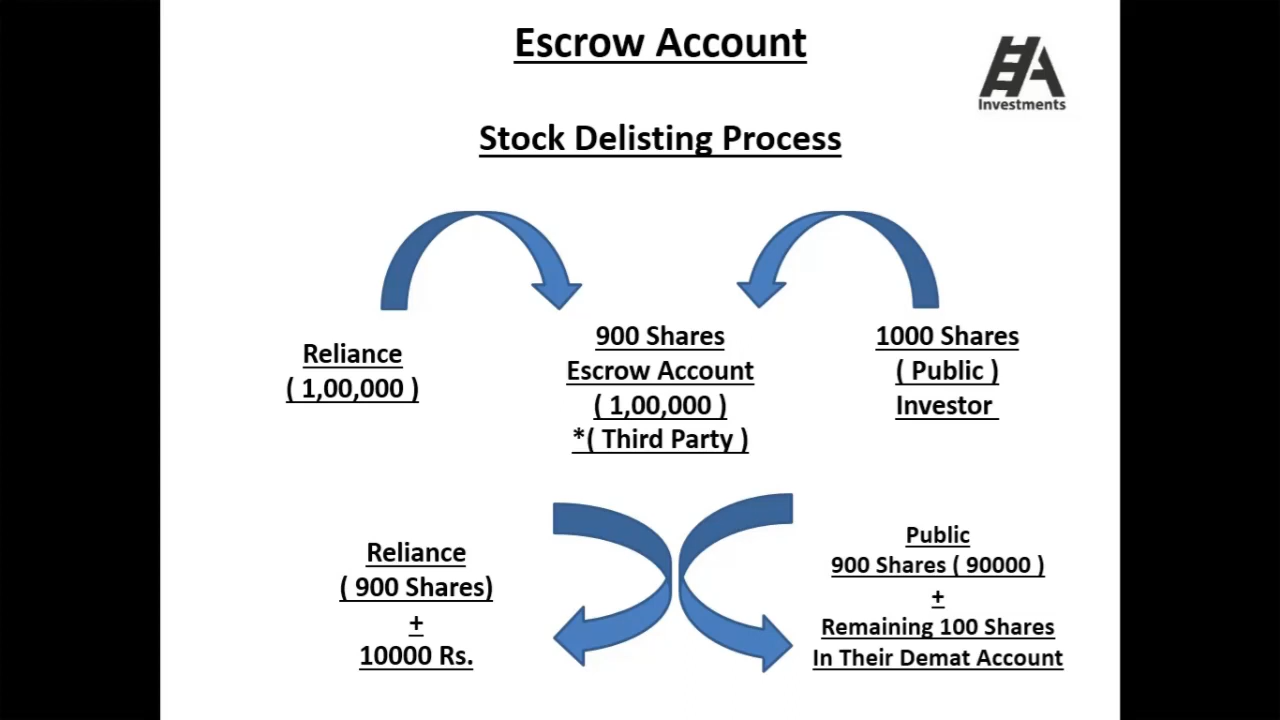 Escrow Account
HA
Investments
Stock Delisting Process
Reliance
( 1,00,000 )
900 Shares
Escrow Account
( 1,00,000 )
*( Third Party )
1000 Shares
( Public )
Investor
Reliance
( 900 Shares)
+
10000 Rs.
Public
900 Shares ( 90000 )
+
Remaining 100 Shares
In Their Demat Account